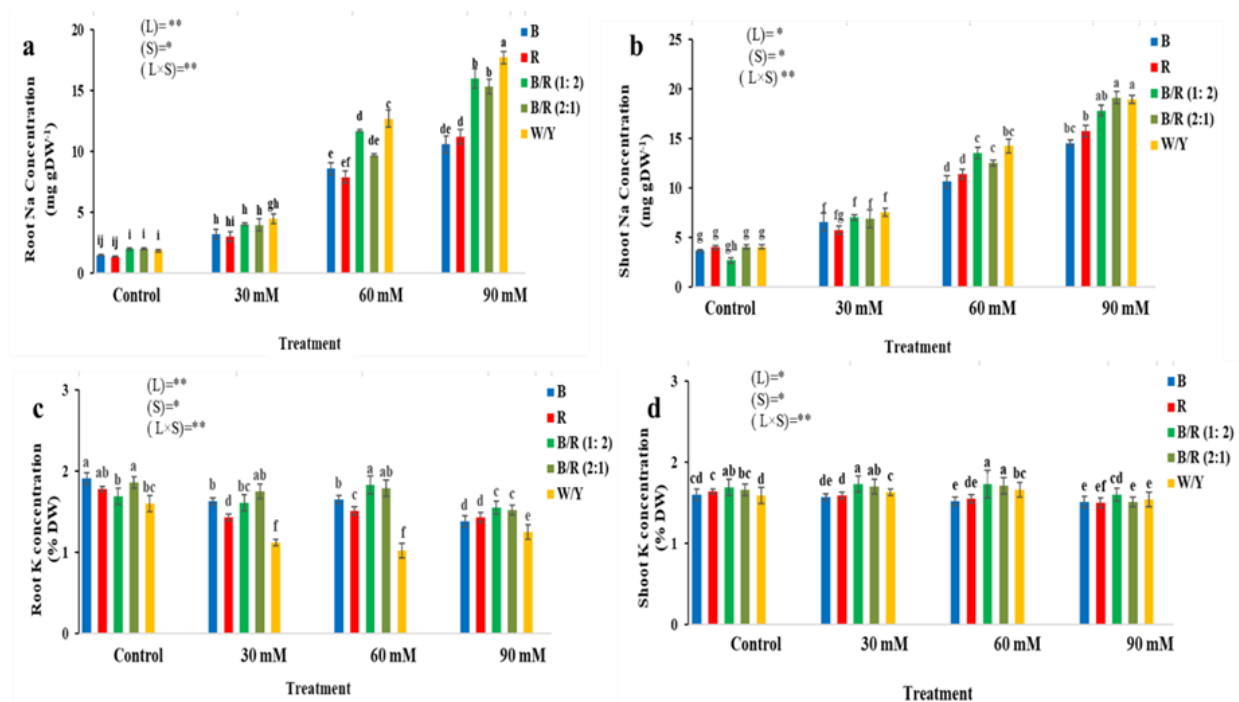 a
(L)= **
(S)=*
( L×S)=**
B
R
B/R (1: 2)
B/R (2:1)
W/Y
Root Na Concentration
(mg gDW-1)
20
15
10
5
0
ij ij i i i
h hi h h gh
e ef d de c
de d b b a
Control 30 mM 60 mM 90 mM
Treatment
b
(L)= *
(S)= *
( L×S) **
B
R
B/R (1: 2)
B/R (2:1)
W/Y
Shoot Na Concentration
(mg gDW-1)
25
20
15
10
5
0
g g gh g g
f fg f f f
d d c c bc
bc b ab a a
Control 30 mM 60 mM 90 mM
Treatment
c
(L)=**
(S)=*
( L×S)=**
B
R
B/R (1: 2)
B/R (2:1)
W/Y
Root K concentration
(% DW)
3
2
1
0
a ab b a bc
b d bc ab f
b c a ab f
d d c c e
Control 30 mM 60 mM 90 mM
Treatment
d
(L)=*
(S)=*
( L×S)=**
B
R
B/R (1: 2)
B/R (2:1)
W/Y
Shoot K concentration
(% DW)
3
2
1
0
cd c ab bc d
de de a ab c
e de a a bc
e ef cd e e
Control 30 mM 60 mM 90 mM
Treatment